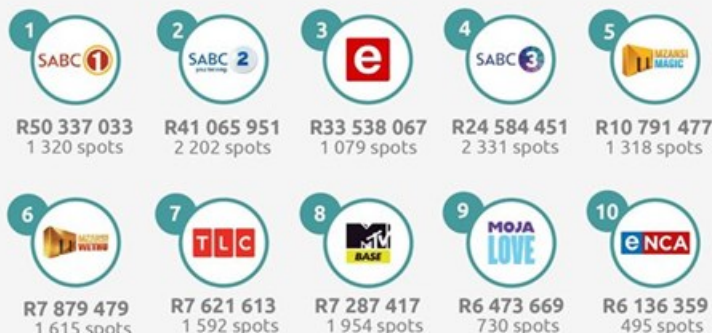 1
SABC 1
R50 337 033
1 320 spots
2
SABC 2
R41 065 951
2 202 spots
3
e
R33 538 067
1 079 spots
4
SABC 3
R24 584 451
2 331 spots
5
MZANSI
MAGIC
R10 791 477
1 318 spots
6
MZANSI
WETHU
R7 879 479
1 615 spots
7
TLC
R7 621 613
1 592 spots
8
MTV
BASE
R7 287 417
1 954 spots
9
MOJA
LOVE
R6 473 669
730 spots
10
eNCA
R6 136 359
495 spots